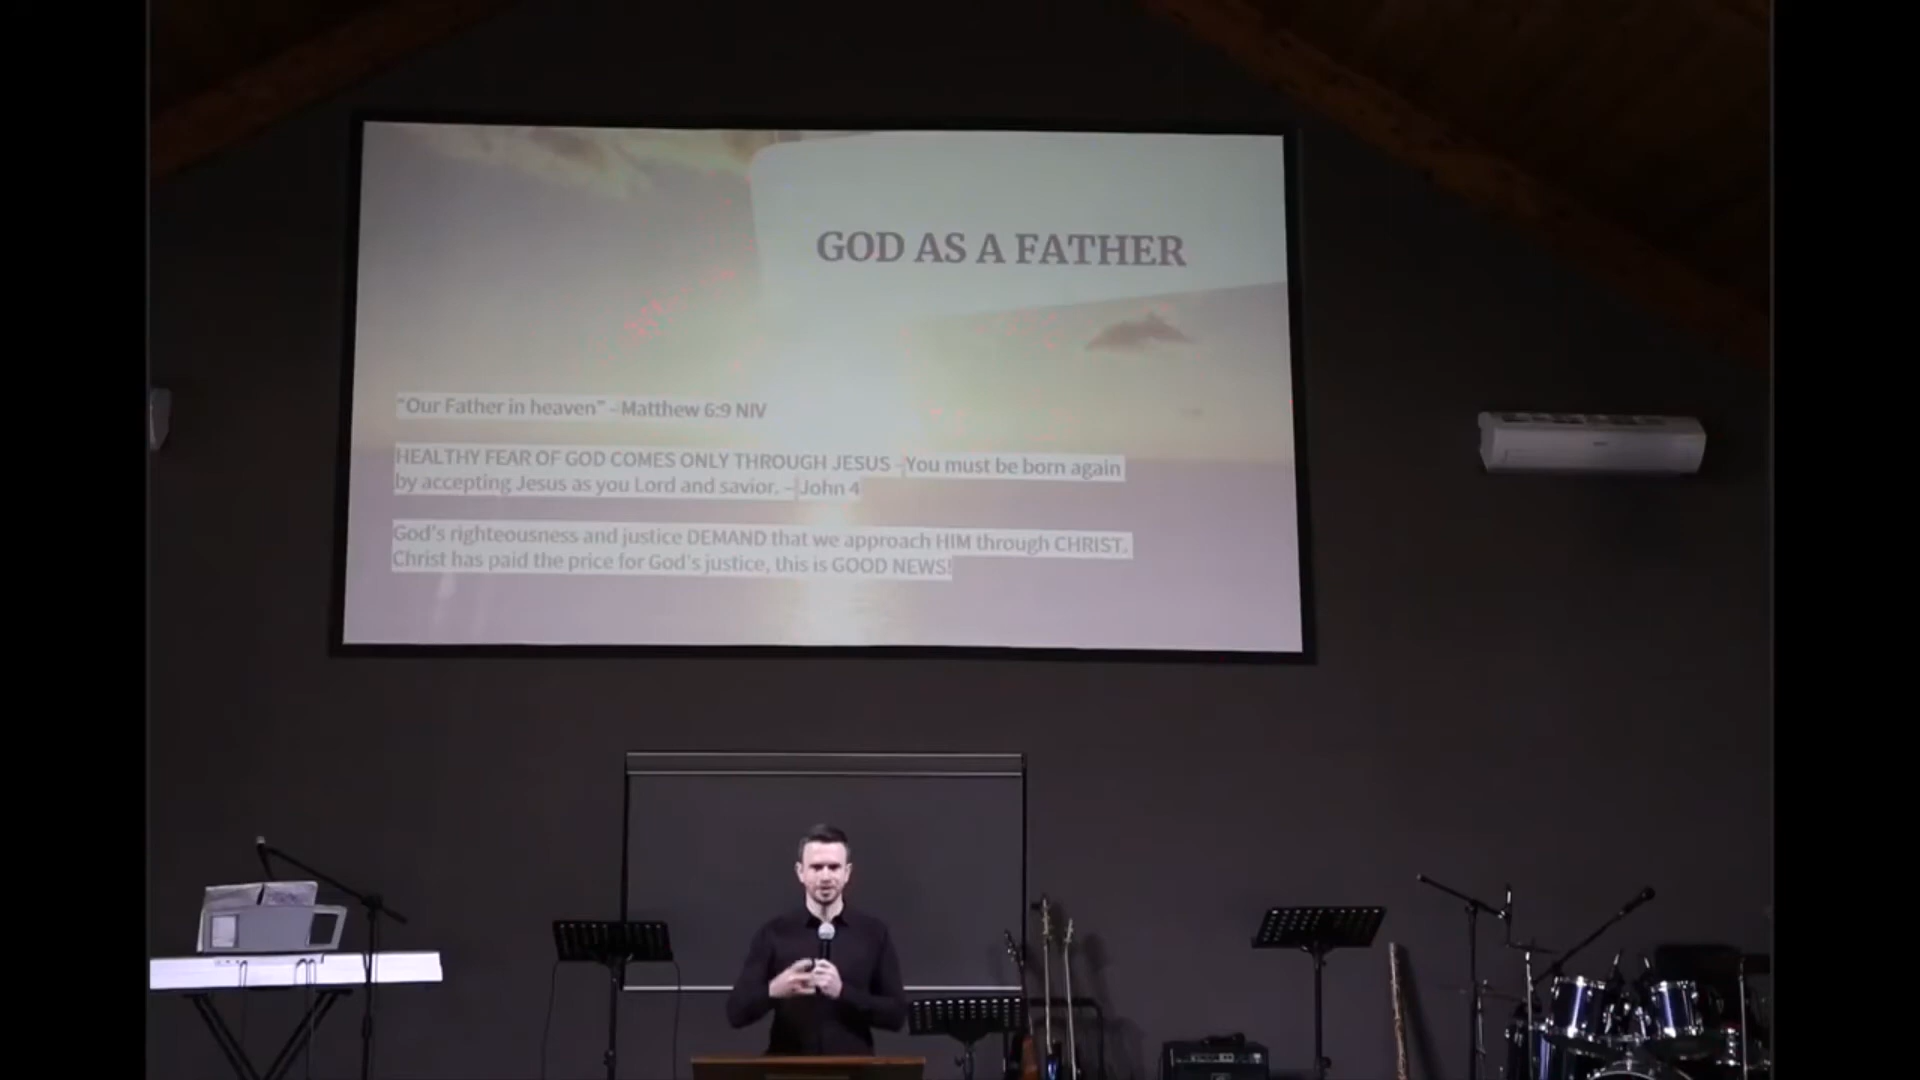 GOD AS A FATHER
"Our Father in heaven" - Matthew 6:9 NIV
HEALTHY FEAR OF GOD COMES ONLY THROUGH JESUS - You must be born again
by accepting Jesus as you Lord and savior. - John 4
God's righteousness and justice DEMAND that we approach HIM through CHRIST.
Christ has paid the price for God's justice, this is GOOD NEWS!